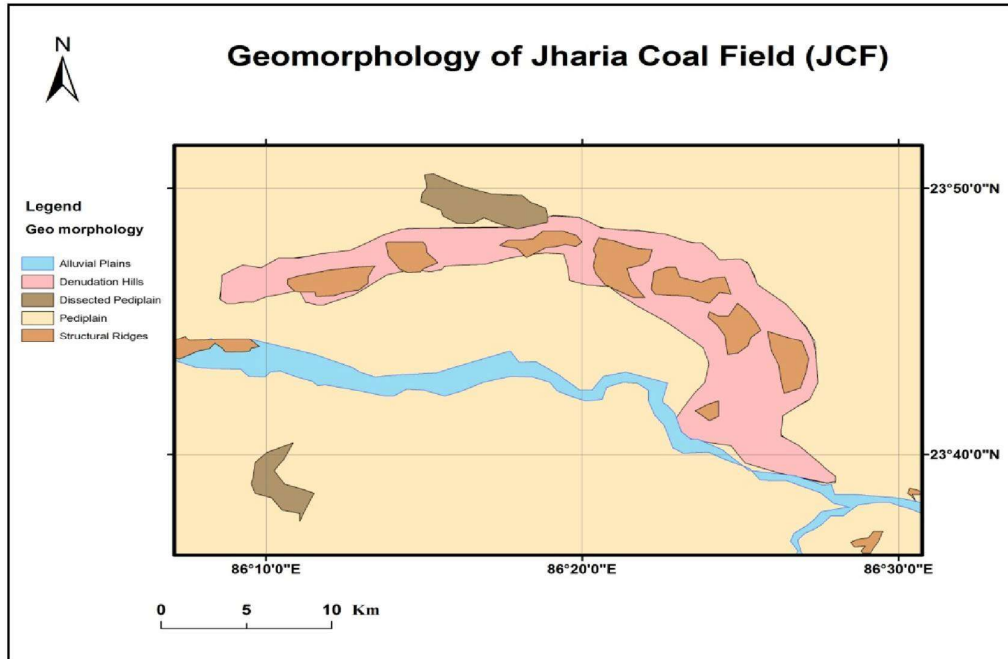 Geomorphology of Jharia Coal Field (JCF)
N
Legend
Geo morphology
Alluvial Plains
Denudation Hills
Dissected Pediplain
Pediplain
Structural Ridges
23°50'0"N
23°40'0"N
86°10'0"E
86°20'0"E
86°30'0"E
0 5 10 Km